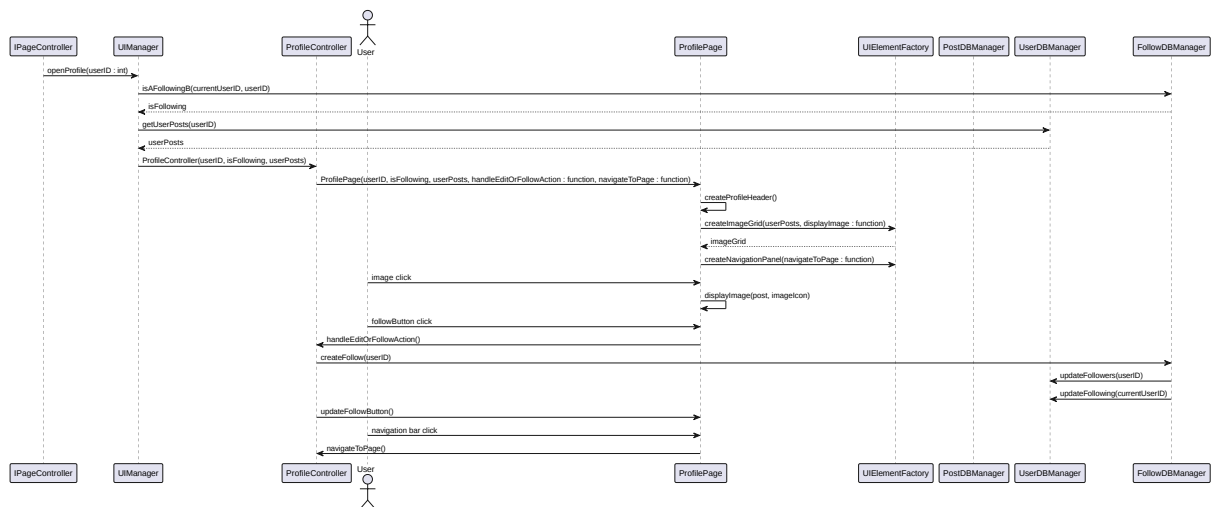 User
IPageController UIManager ProfileController ProfilePage UIElementFactory PostDBManager UserDBManager FollowDBManager
openProfile(userID : int)
isAFollowingB(currentUserID, userID)
isFollowing
getUserPosts(userID)
userPosts
ProfileController(userID, isFollowing, userPosts)
ProfilePage(userID, isFollowing, userPosts, handleEditOrFollowAction : function, navigateToPage : function)
createProfileHeader()
createImageGrid(userPosts, displayImage : function)
imageGrid
createNavigationPanel(navigateToPage : function)
image click
displayImage(post, imageIcon)
followButton click
handleEditOrFollowAction()
createFollow(userID)
updateFollowers(userID)
updateFollowing(currentUserID)
updateFollowButton()
navigation bar click
navigateToPage()
IPageController UIManager ProfileController User ProfilePage UIElementFactory PostDBManager UserDBManager FollowDBManager